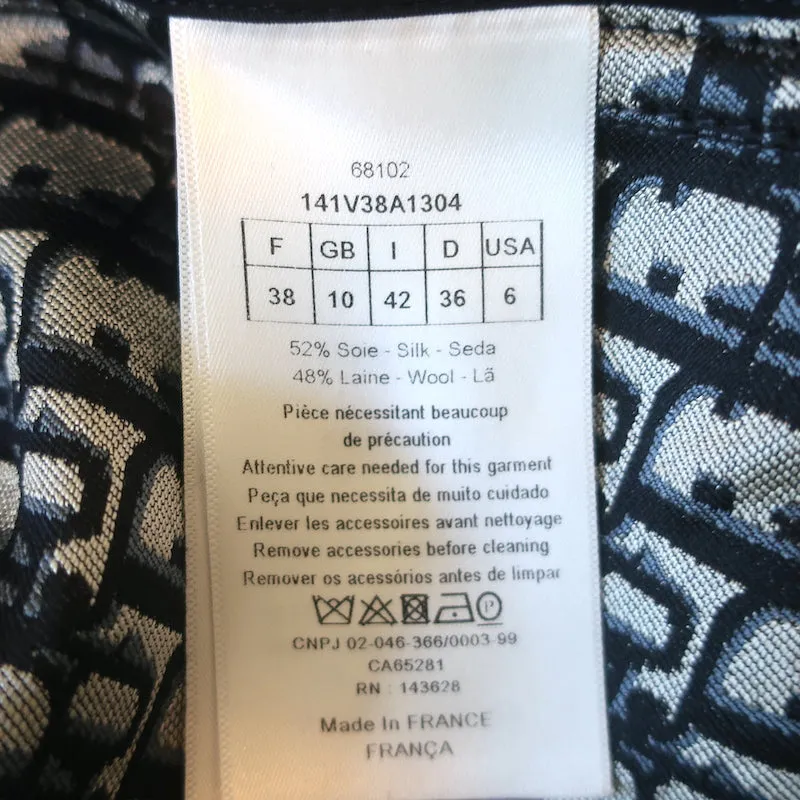 68102
141V38A1304
F GB I D USA
38 10 42 36 6
52% Soie - Silk - Seda
48% Laine - Wool - Lã
Pièce nécessitant beaucoup
de précaution
Attentive care needed for this garment
Peça que necessita de muito cuidado
Enlever les accessoires avant nettoyage
Remove accessories before cleaning
Remover os acessórios antes de limpar
P
CNPJ 02-046-366/0003-99
CA65281
RN : 143628
Made In FRANCE
FRANÇA